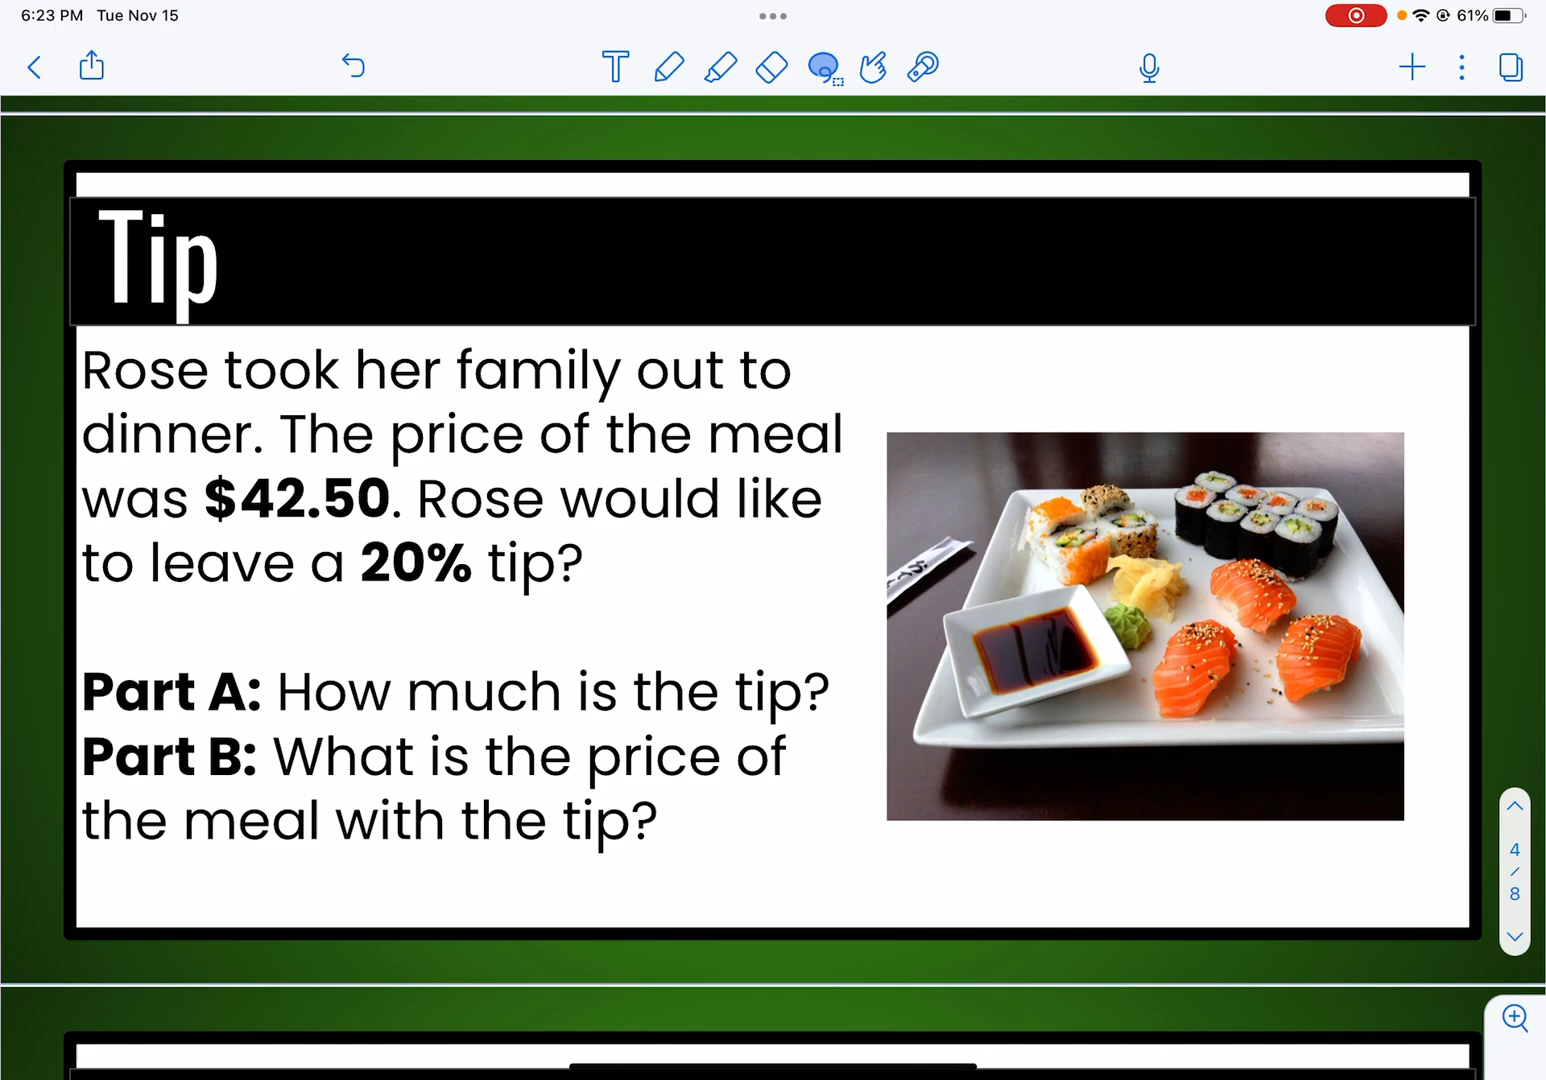 6:23 PM Tue Nov 15
61%
Tip
Rose took her family out to
dinner. The price of the meal
was $42.50. Rose would like
to leave a 20% tip?
Part A: How much is the tip?
Part B: What is the price of
the meal with the tip?
4
/
8